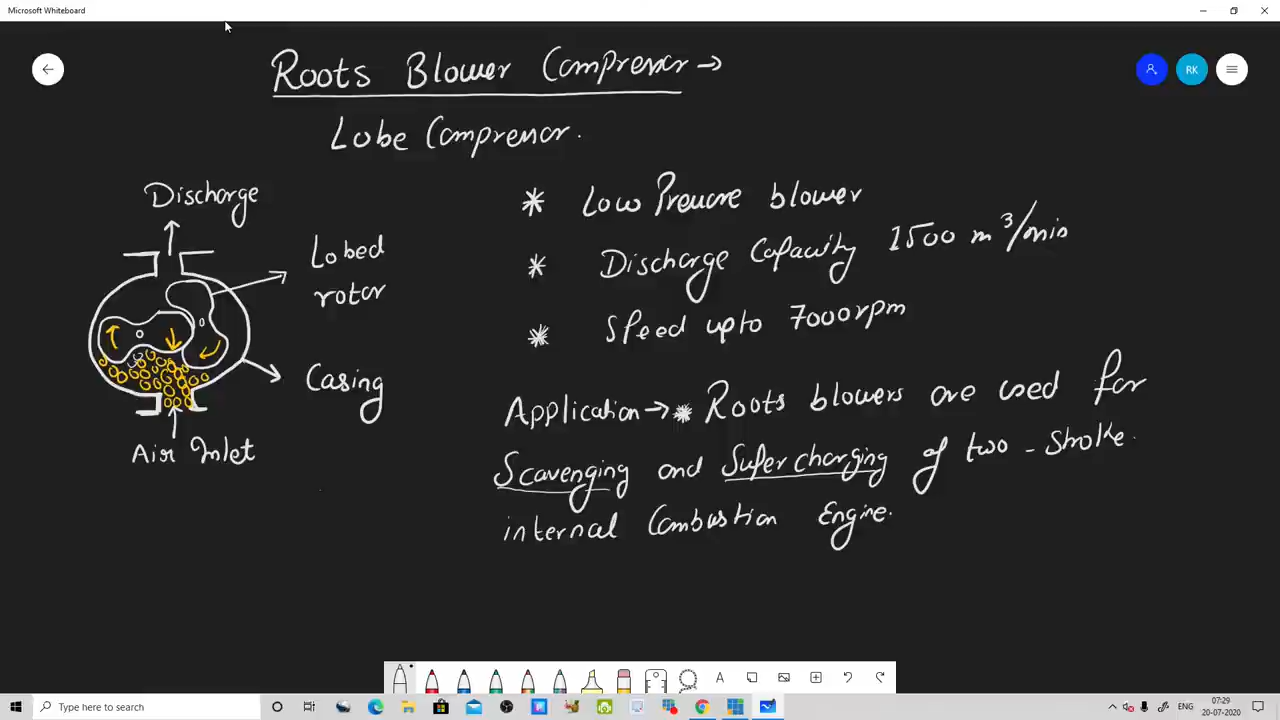 Microsoft Whiteboard
RK
Roots Blower Compressor →
Lobe Compressor.
Discharge
Lobed
rotor
Casing
Air Inlet
* Low Pressure blower
* Discharge Capacity 1500 m³/min
* Speed upto 7000rpm
Application → * Roots blowers are used for
Scavenging and Supercharging of two-stroke
internal Combustion Engine.
Type here to search
ENG
07:29
20-07-2020